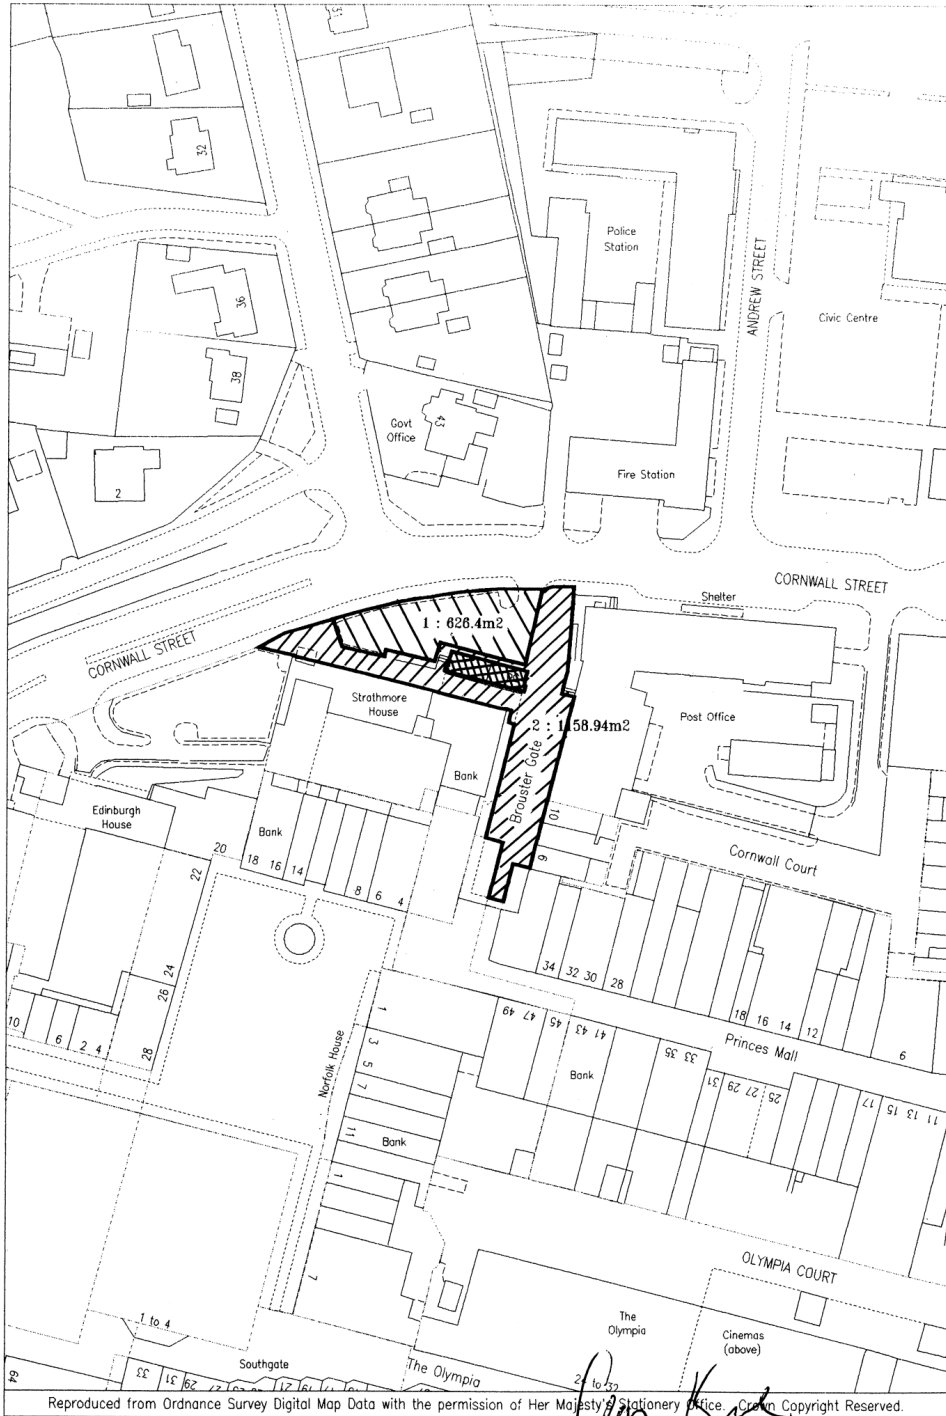 31
32
Police
Station
ANDREW STREET
Civic Centre
36
38
43
Govt
Office
Fire Station
2
CORNWALL STREET
Shelter
1 : 626.4m2
CORNWALL STREET
Strathmore
House
Post Office
2 : 1158.94m2
Brouster Gate
Bank
Edinburgh
House
10
Bank
Cornwall Court
20
18 16 14
9
22
8 6 4
24
34 32 30 28
26
18 16 14 12
10
6 2 4
28
1
49 47 45 43 41
Princes Mall
6
3
35 33
Norfolk House
5
Bank
31 29 27 25
7
17 15 13 11
11
Bank
1
OLYMPIA COURT
7
The
Olympia
Cinemas
(above)
1 to 4
Southgate
The Olympia
64
33 31 29
to 32
Reproduced from Ordnance Survey Digital Map Data with the permission of Her Majesty's Stationery Office. Crown Copyright Reserved.